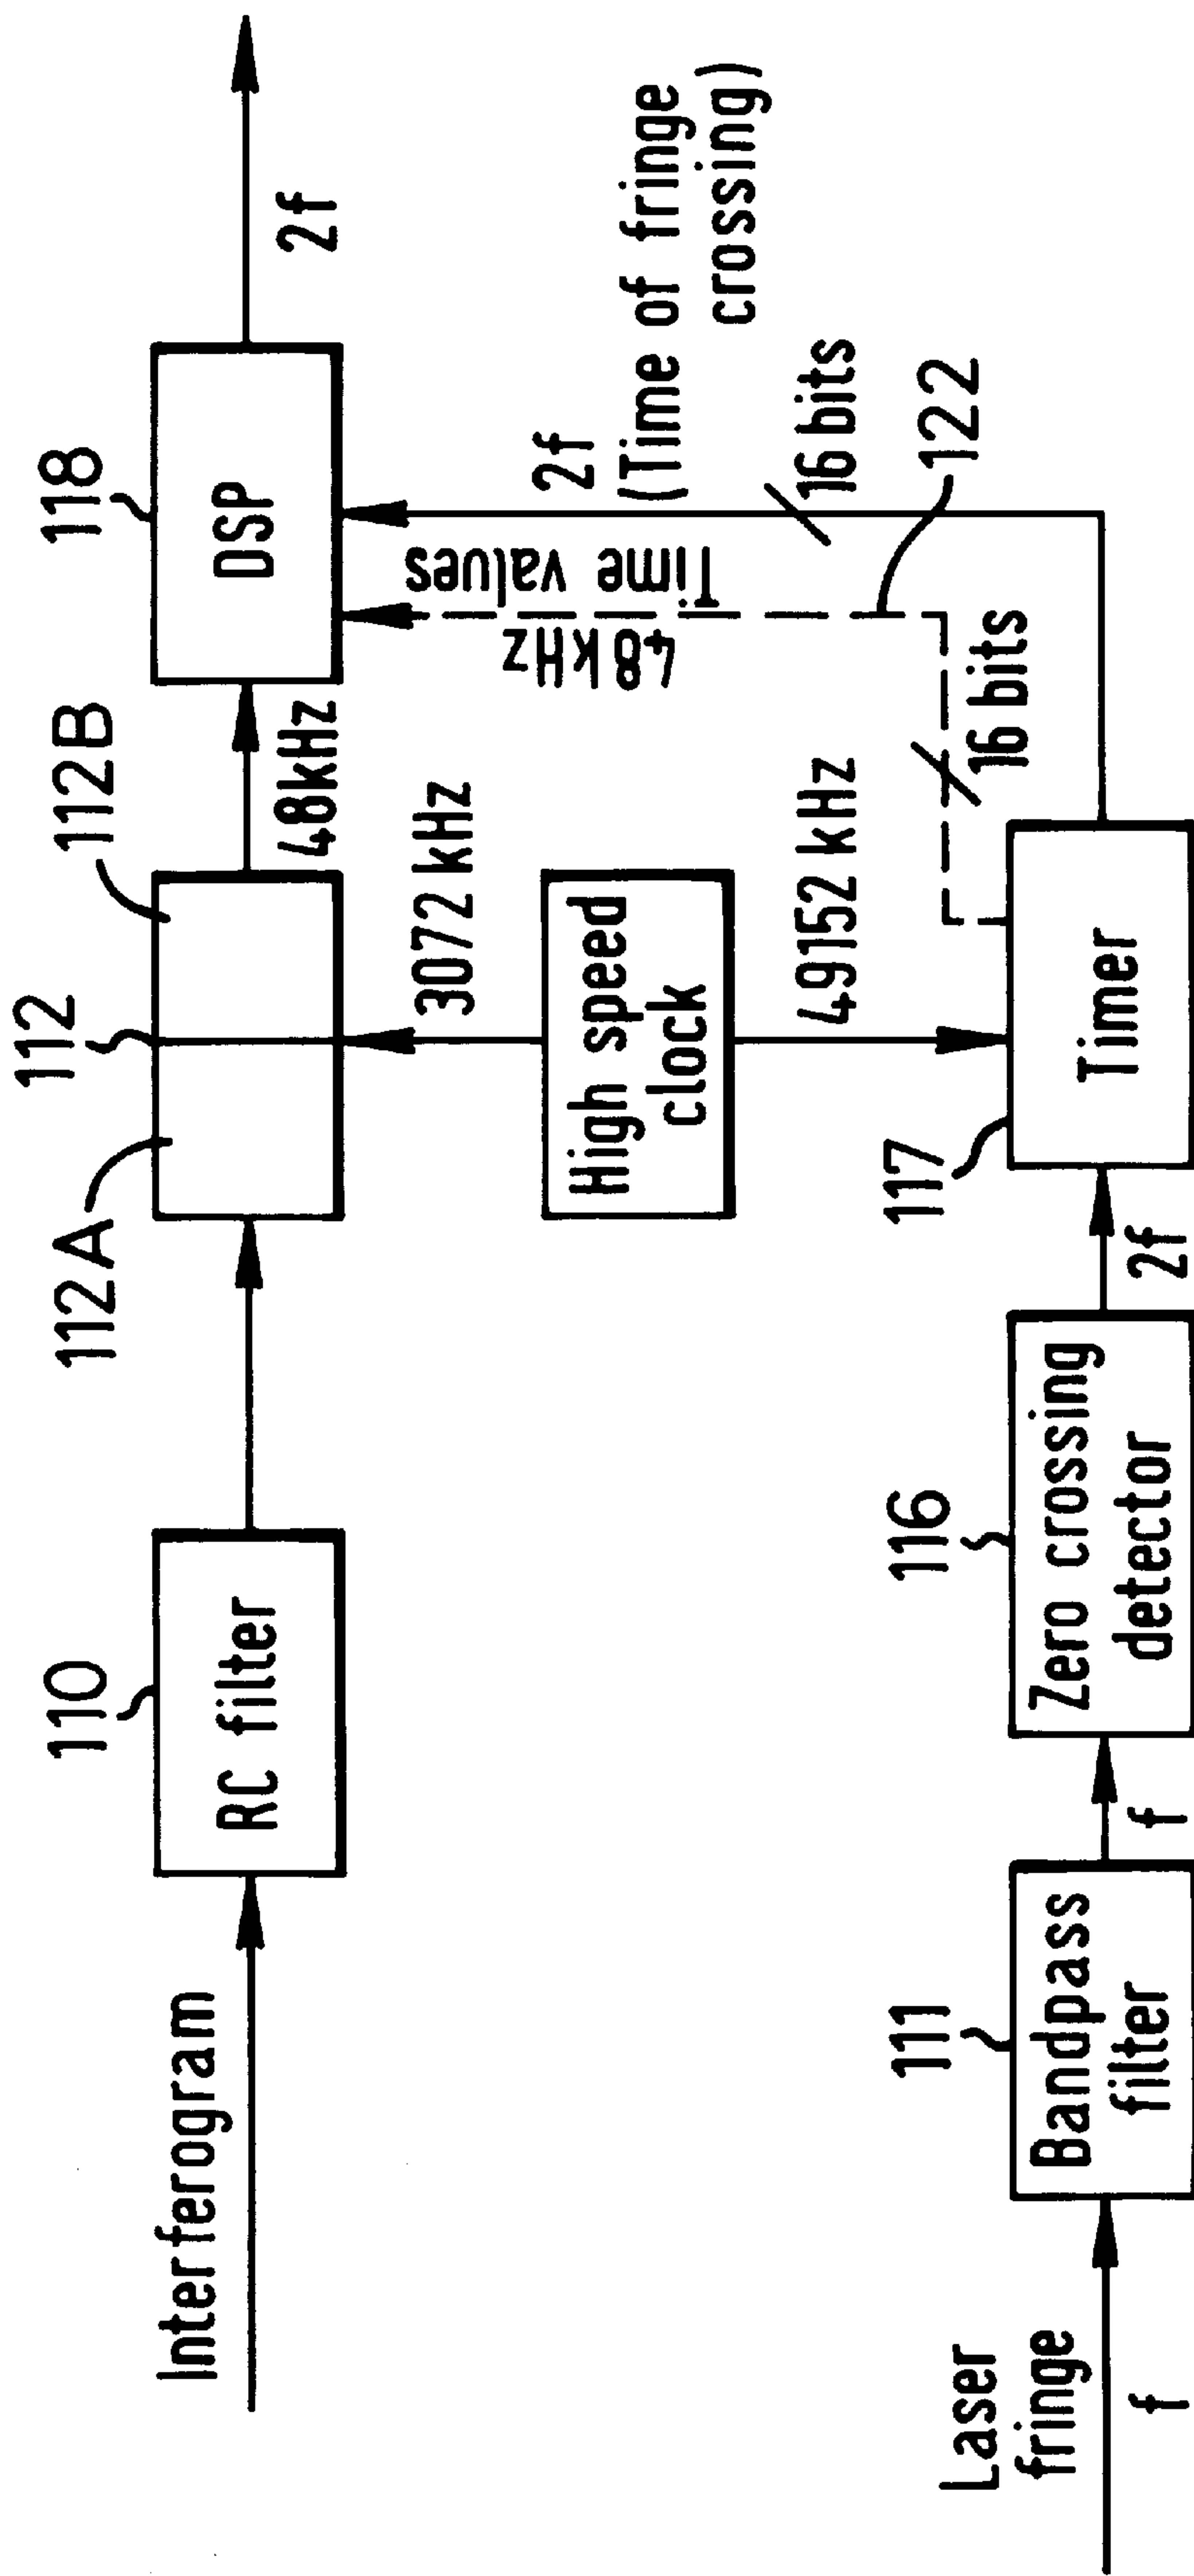 Interferogram
110
RC filter
112A
112
112B
48kHz
118
DSP
2f
3072 kHz
High speed
clock
49152 kHz
48kHz
Time values
2f
(Time of fringe
crossing)
16 bits
122
16 bits
Laser
fringe
f
111
Bandpass
filter
f
116
Zero crossing
detector
2f
117
Timer